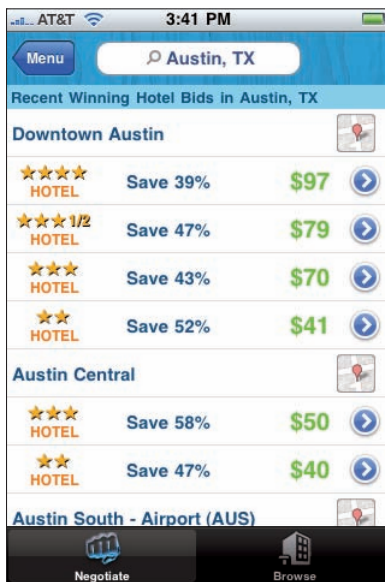 AT&T 3:41 PM
Menu Austin, TX
Recent Winning Hotel Bids in Austin, TX
Downtown Austin
HOTEL Save 39% $97
1/2
HOTEL Save 47% $79
HOTEL Save 43% $70
HOTEL Save 52% $41
Austin Central
HOTEL Save 58% $50
HOTEL Save 47% $40
Austin South - Airport (AUS)
Negotiate Browse